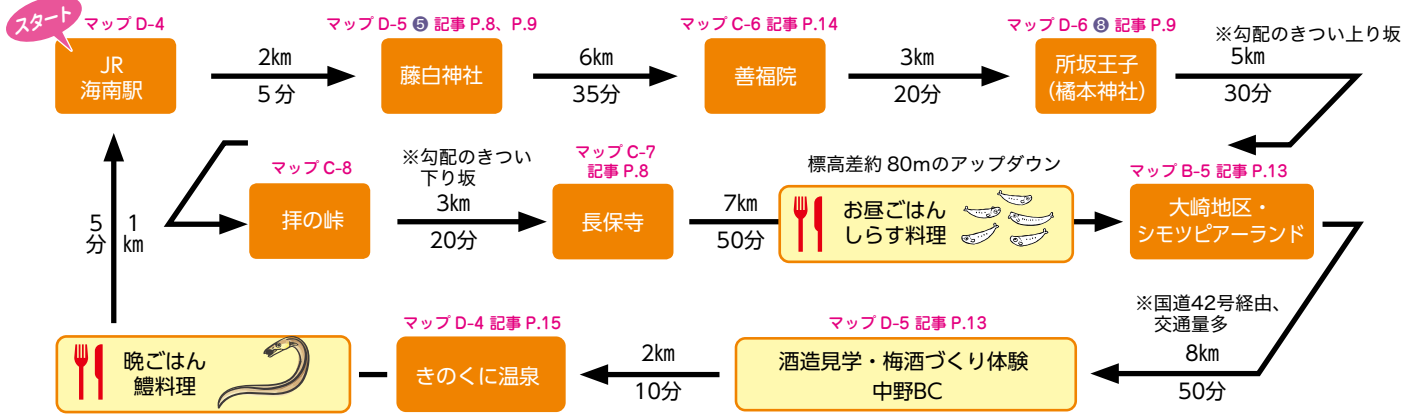 スタート
マップ D-4
JR
海南駅
2km
5分
マップ D-5 ❺ 記事 P.8、P.9
藤白神社
6km
35分
マップ C-6 記事 P.14
善福院
3km
20分
マップ D-6 ❽ 記事 P.9
所坂王子
(橘本神社)
※勾配のきつい上り坂
5km
30分
マップ C-8
拝の峠
※勾配のきつい
下り坂
3km
20分
マップ C-7
記事 P.8
長保寺
7km
50分
標高差約 80mのアップダウン
お昼ごはん
しらす料理
マップ B-5 記事 P.13
大崎地区・
シモツピアーランド
※国道42号経由、
交通量多
8km
50分
マップ D-5 記事 P.13
酒造見学・梅酒づくり体験
中野BC
2km
10分
マップ D-4 記事 P.15
きのくに温泉
晩ごはん
鱧料理
5分
1km